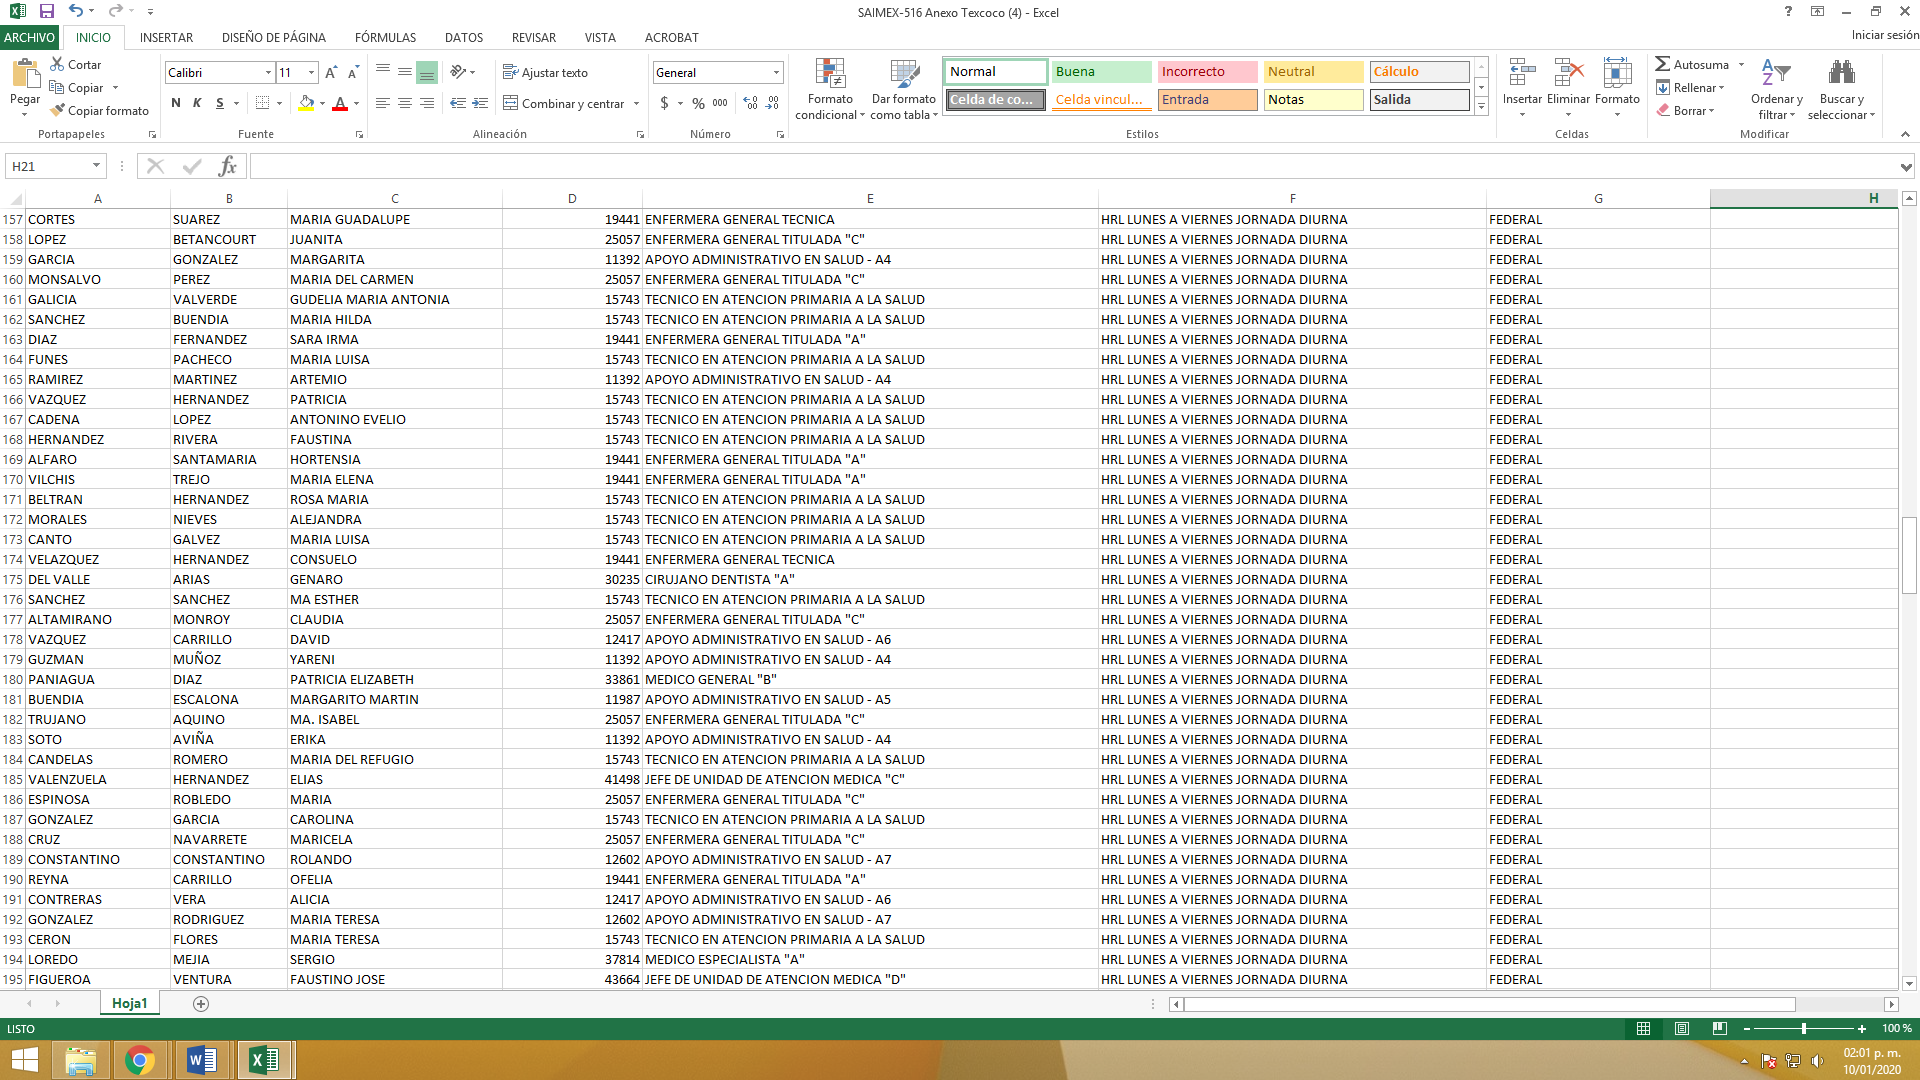 SAIMEX-516 Anexo Texcoco (4) - Excel
Iniciar sesión
ARCHIVO INICIO INSERTAR DISEÑO DE PÁGINA FÓRMULAS DATOS REVISAR VISTA ACROBAT
Pegar
Cortar
Copiar
Copiar formato
Portapapeles
Calibri 11
N K S
Fuente
Ajustar texto
Combinar y centrar
Alineación
General
$ % 000
Número
Formato condicional
Dar formato como tabla
Normal Buena Incorrecto Neutral Cálculo
Celda de co... Celda vincul... Entrada Notas Salida
Estilos
Insertar Eliminar Formato
Celdas
Autosuma
Rellenar
Borrar
Ordenar y filtrar
Buscar y seleccionar
Modificar
H21 fx
A B C D E F G H
157 CORTES SUAREZ MARIA GUADALUPE 19441 ENFERMERA GENERAL TECNICA HRL LUNES A VIERNES JORNADA DIURNA FEDERAL
158 LOPEZ BETANCOURT JUANITA 25057 ENFERMERA GENERAL TITULADA "C" HRL LUNES A VIERNES JORNADA DIURNA FEDERAL
159 GARCIA GONZALEZ MARGARITA 11392 APOYO ADMINISTRATIVO EN SALUD - A4 HRL LUNES A VIERNES JORNADA DIURNA FEDERAL
160 MONSALVO PEREZ MARIA DEL CARMEN 25057 ENFERMERA GENERAL TITULADA "C" HRL LUNES A VIERNES JORNADA DIURNA FEDERAL
161 GALICIA VALVERDE GUDELIA MARIA ANTONIA 15743 TECNICO EN ATENCION PRIMARIA A LA SALUD HRL LUNES A VIERNES JORNADA DIURNA FEDERAL
162 SANCHEZ BUENDIA MARIA HILDA 15743 TECNICO EN ATENCION PRIMARIA A LA SALUD HRL LUNES A VIERNES JORNADA DIURNA FEDERAL
163 DIAZ FERNANDEZ SARA IRMA 19441 ENFERMERA GENERAL TITULADA "A" HRL LUNES A VIERNES JORNADA DIURNA FEDERAL
164 FUNES PACHECO MARIA LUISA 15743 TECNICO EN ATENCION PRIMARIA A LA SALUD HRL LUNES A VIERNES JORNADA DIURNA FEDERAL
165 RAMIREZ MARTINEZ ARTEMIO 11392 APOYO ADMINISTRATIVO EN SALUD - A4 HRL LUNES A VIERNES JORNADA DIURNA FEDERAL
166 VAZQUEZ HERNANDEZ PATRICIA 15743 TECNICO EN ATENCION PRIMARIA A LA SALUD HRL LUNES A VIERNES JORNADA DIURNA FEDERAL
167 CADENA LOPEZ ANTONINO EVELIO 15743 TECNICO EN ATENCION PRIMARIA A LA SALUD HRL LUNES A VIERNES JORNADA DIURNA FEDERAL
168 HERNANDEZ RIVERA FAUSTINA 15743 TECNICO EN ATENCION PRIMARIA A LA SALUD HRL LUNES A VIERNES JORNADA DIURNA FEDERAL
169 ALFARO SANTAMARIA HORTENSIA 19441 ENFERMERA GENERAL TITULADA "A" HRL LUNES A VIERNES JORNADA DIURNA FEDERAL
170 VILCHIS TREJO MARIA ELENA 19441 ENFERMERA GENERAL TITULADA "A" HRL LUNES A VIERNES JORNADA DIURNA FEDERAL
171 BELTRAN HERNANDEZ ROSA MARIA 15743 TECNICO EN ATENCION PRIMARIA A LA SALUD HRL LUNES A VIERNES JORNADA DIURNA FEDERAL
172 MORALES NIEVES ALEJANDRA 15743 TECNICO EN ATENCION PRIMARIA A LA SALUD HRL LUNES A VIERNES JORNADA DIURNA FEDERAL
173 CANTO GALVEZ MARIA LUISA 15743 TECNICO EN ATENCION PRIMARIA A LA SALUD HRL LUNES A VIERNES JORNADA DIURNA FEDERAL
174 VELAZQUEZ HERNANDEZ CONSUELO 19441 ENFERMERA GENERAL TECNICA HRL LUNES A VIERNES JORNADA DIURNA FEDERAL
175 DEL VALLE ARIAS GENARO 30235 CIRUJANO DENTISTA "A" HRL LUNES A VIERNES JORNADA DIURNA FEDERAL
176 SANCHEZ SANCHEZ MA ESTHER 15743 TECNICO EN ATENCION PRIMARIA A LA SALUD HRL LUNES A VIERNES JORNADA DIURNA FEDERAL
177 ALTAMIRANO MONROY CLAUDIA 25057 ENFERMERA GENERAL TITULADA "C" HRL LUNES A VIERNES JORNADA DIURNA FEDERAL
178 VAZQUEZ CARRILLO DAVID 12417 APOYO ADMINISTRATIVO EN SALUD - A6 HRL LUNES A VIERNES JORNADA DIURNA FEDERAL
179 GUZMAN MUÑOZ YARENI 11392 APOYO ADMINISTRATIVO EN SALUD - A4 HRL LUNES A VIERNES JORNADA DIURNA FEDERAL
180 PANIAGUA DIAZ PATRICIA ELIZABETH 33861 MEDICO GENERAL "B" HRL LUNES A VIERNES JORNADA DIURNA FEDERAL
181 BUENDIA ESCALONA MARGARITO MARTIN 11987 APOYO ADMINISTRATIVO EN SALUD - A5 HRL LUNES A VIERNES JORNADA DIURNA FEDERAL
182 TRUJANO AQUINO MA. ISABEL 25057 ENFERMERA GENERAL TITULADA "C" HRL LUNES A VIERNES JORNADA DIURNA FEDERAL
183 SOTO AVIÑA ERIKA 11392 APOYO ADMINISTRATIVO EN SALUD - A4 HRL LUNES A VIERNES JORNADA DIURNA FEDERAL
184 CANDELAS ROMERO MARIA DEL REFUGIO 15743 TECNICO EN ATENCION PRIMARIA A LA SALUD HRL LUNES A VIERNES JORNADA DIURNA FEDERAL
185 VALENZUELA HERNANDEZ ELIAS 41498 JEFE DE UNIDAD DE ATENCION MEDICA "C" HRL LUNES A VIERNES JORNADA DIURNA FEDERAL
186 ESPINOSA ROBLEDO MARIA 25057 ENFERMERA GENERAL TITULADA "C" HRL LUNES A VIERNES JORNADA DIURNA FEDERAL
187 GONZALEZ GARCIA CAROLINA 15743 TECNICO EN ATENCION PRIMARIA A LA SALUD HRL LUNES A VIERNES JORNADA DIURNA FEDERAL
188 CRUZ NAVARRETE MARICELA 25057 ENFERMERA GENERAL TITULADA "C" HRL LUNES A VIERNES JORNADA DIURNA FEDERAL
189 CONSTANTINO CONSTANTINO ROLANDO 12602 APOYO ADMINISTRATIVO EN SALUD - A7 HRL LUNES A VIERNES JORNADA DIURNA FEDERAL
190 REYNA CARRILLO OFELIA 19441 ENFERMERA GENERAL TITULADA "A" HRL LUNES A VIERNES JORNADA DIURNA FEDERAL
191 CONTRERAS VERA ALICIA 12417 APOYO ADMINISTRATIVO EN SALUD - A6 HRL LUNES A VIERNES JORNADA DIURNA FEDERAL
192 GONZALEZ RODRIGUEZ MARIA TERESA 12602 APOYO ADMINISTRATIVO EN SALUD - A7 HRL LUNES A VIERNES JORNADA DIURNA FEDERAL
193 CERON FLORES MARIA TERESA 15743 TECNICO EN ATENCION PRIMARIA A LA SALUD HRL LUNES A VIERNES JORNADA DIURNA FEDERAL
194 LOREDO MEJIA SERGIO 37814 MEDICO ESPECIALISTA "A" HRL LUNES A VIERNES JORNADA DIURNA FEDERAL
195 FIGUEROA VENTURA FAUSTINO JOSE 43664 JEFE DE UNIDAD DE ATENCION MEDICA "D" HRL LUNES A VIERNES JORNADA DIURNA FEDERAL
Hoja1
LISTO 100 %
02:01 p. m.
10/01/2020